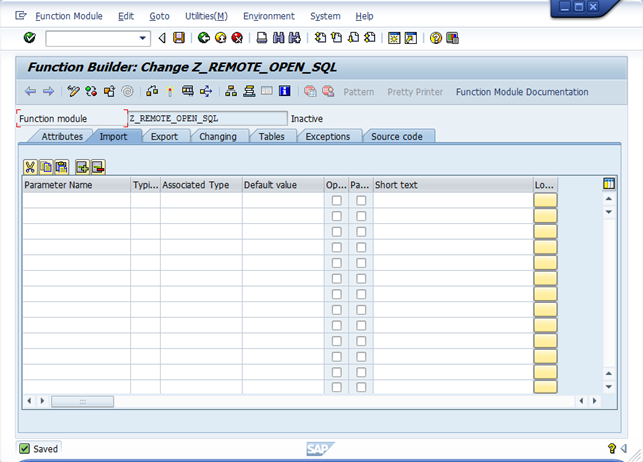 Function Module Edit Goto Utilities(M) Environment System Help
Function Builder: Change Z_REMOTE_OPEN_SQL
Pattern Pretty Printer Function Module Documentation
Function module Z_REMOTE_OPEN_SQL Inactive
Attributes Import Export Changing Tables Exceptions Source code
Parameter Name Typi... Associated Type Default value Op... Pa... Short text Lo...
Saved SAP